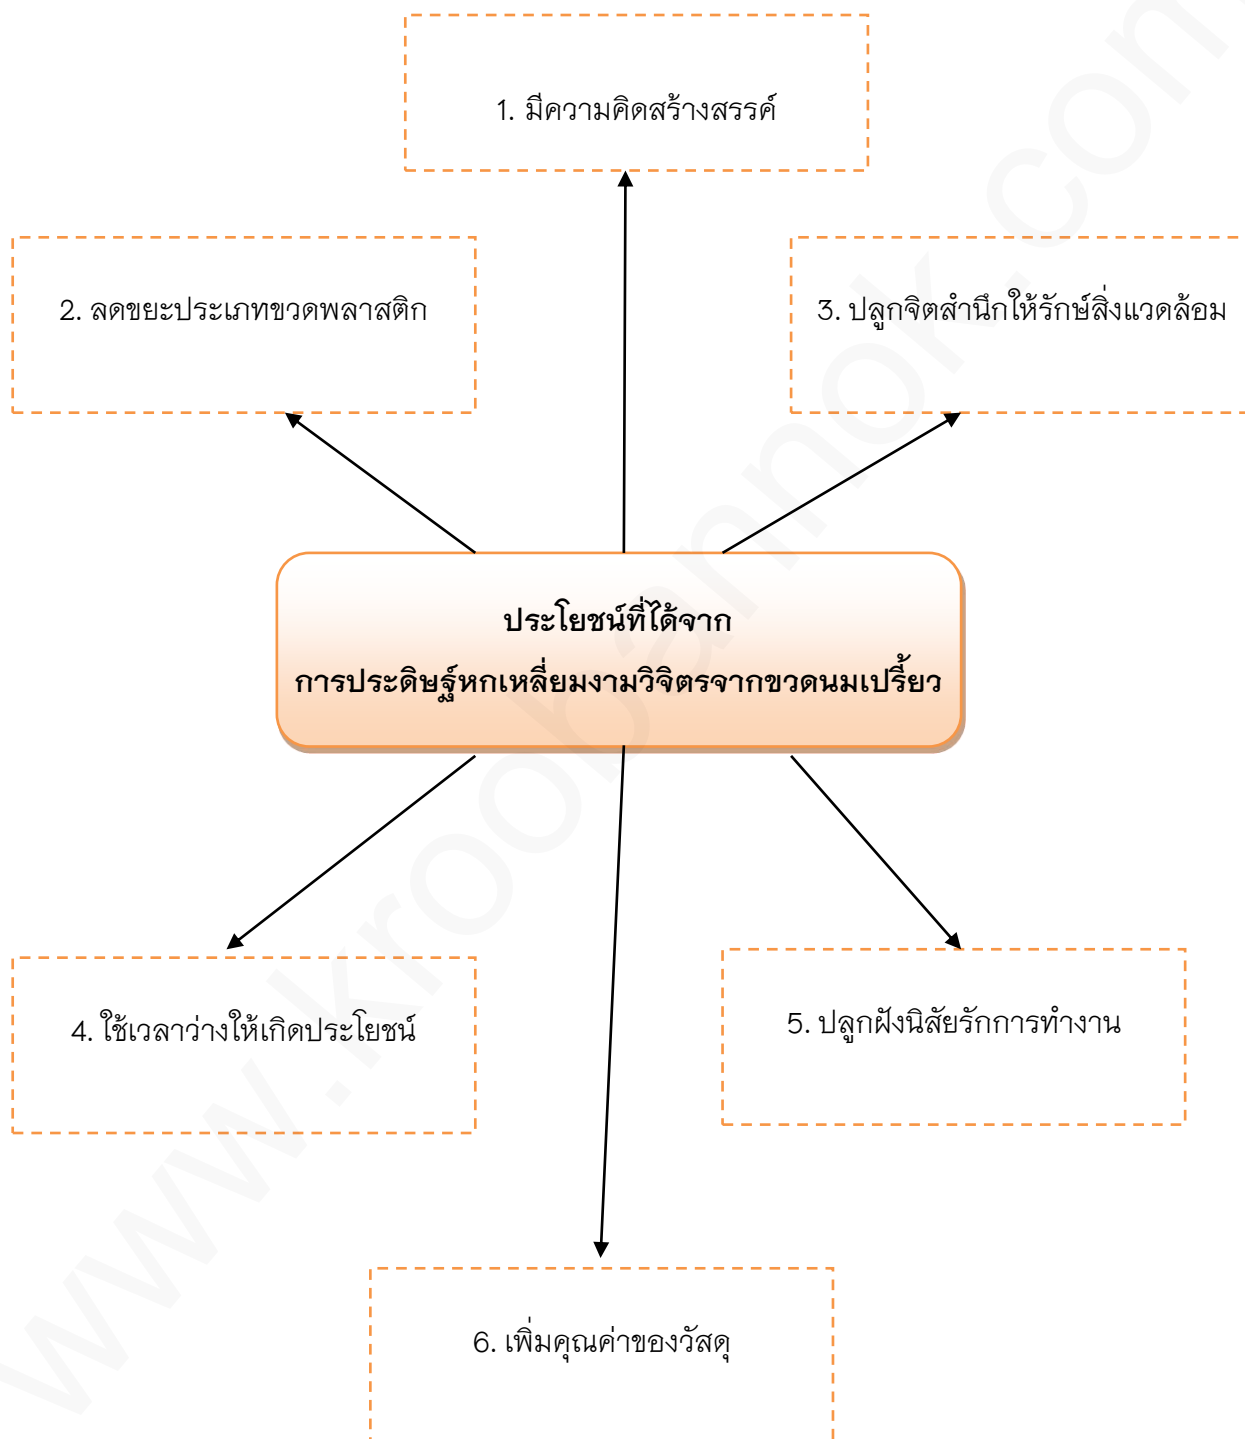 1. มีความคิดสร้างสรรค์
2. ลดขยะประเภทขวดพลาสติก
3. ปลูกจิตสำนึกให้รักษ์สิ่งแวดล้อม
ประโยชน์ที่ได้จาก
การประดิษฐ์หกเหลี่ยมงามวิจิตรจากขวดนมเปรี้ยว
4. ใช้เวลาว่างให้เกิดประโยชน์
5. ปลูกฝังนิสัยรักการทำงาน
6. เพิ่มคุณค่าของวัสดุ
www.kroobannok.com